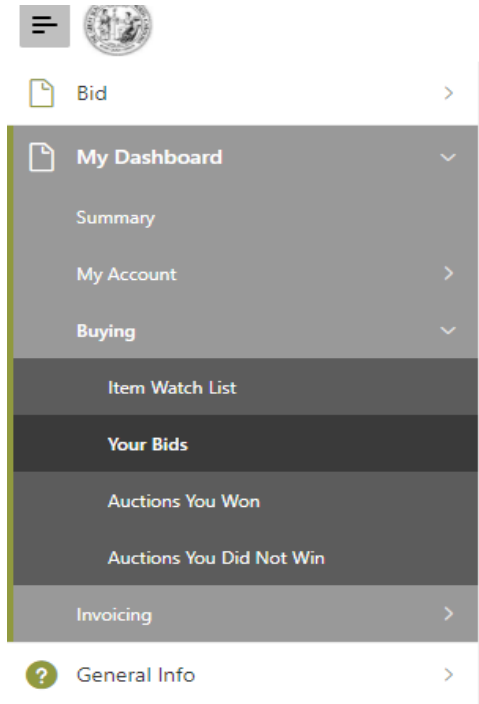 Bid
My Dashboard
Summary
My Account
Buying
Item Watch List
Your Bids
Auctions You Won
Auctions You Did Not Win
Invoicing
? General Info